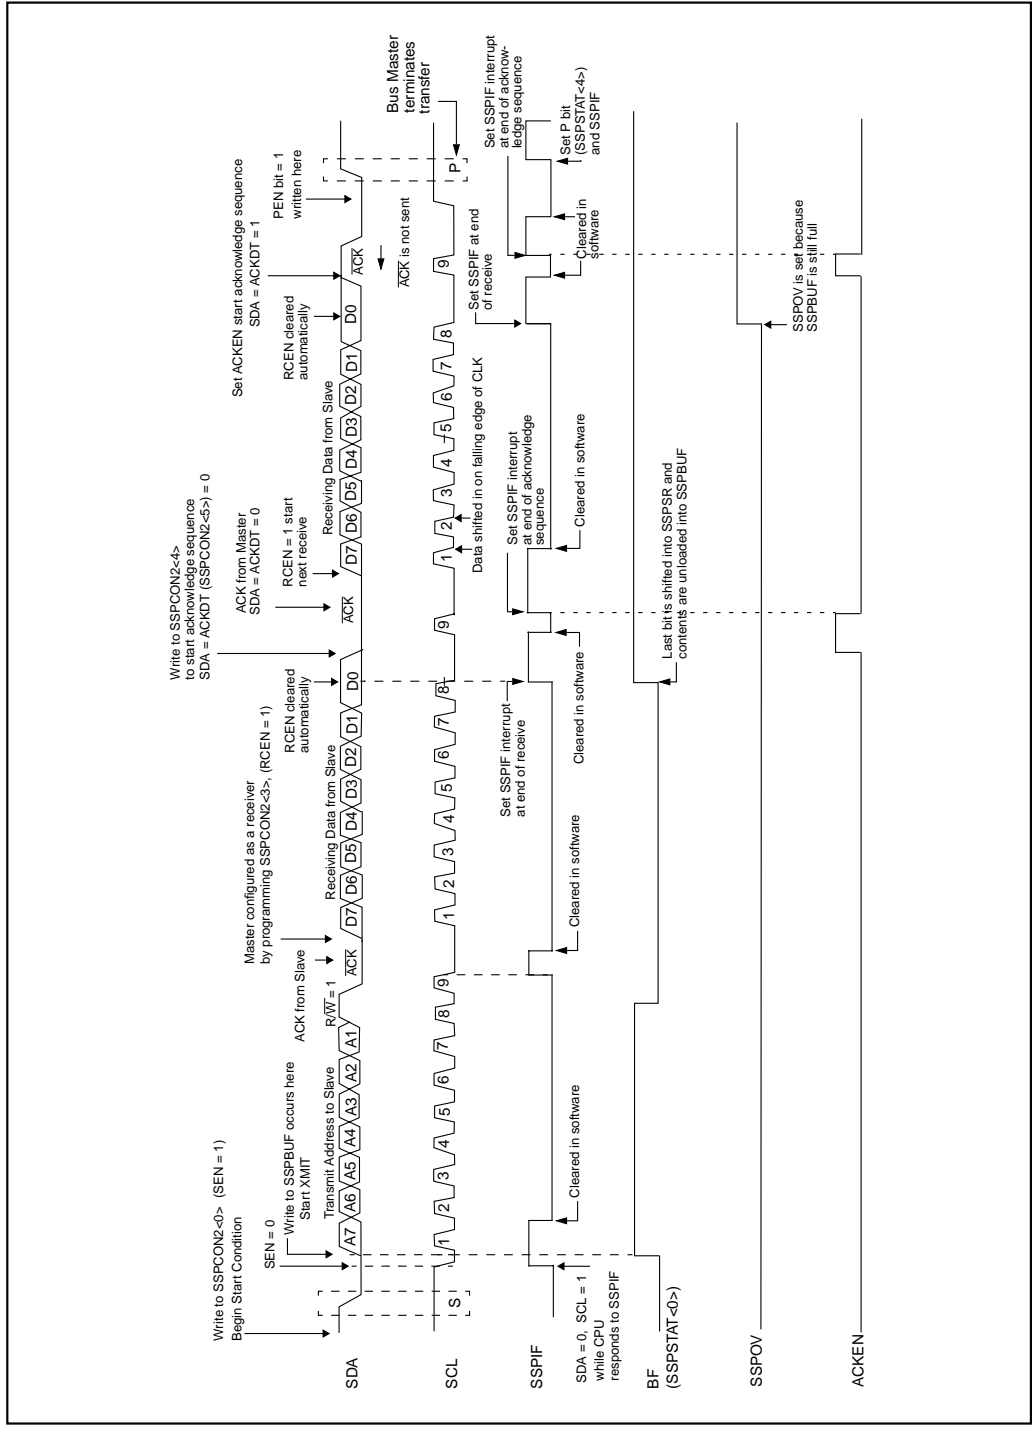 Write to SSPCON2<4>
to start acknowledge sequence
SDA = ACKDT (SSPCON2<5>) = 0
Set ACKEN start acknowledge sequence
SDA = ACKDT = 1
Write to SSPCON2<0> (SEN = 1)
Begin Start Condition
Master configured as a receiver
by programming SSPCON2<3>, (RCEN = 1)
ACK from Master
SDA = ACKDT = 0
SEN = 0
Write to SSPBUF occurs here
Start XMIT
ACK from Slave
RCEN cleared
automatically
RCEN = 1 start
next receive
RCEN cleared
automatically
PEN bit = 1
written here
Transmit Address to Slave
R/W = 1
Receiving Data from Slave
Receiving Data from Slave
SDA
A7 A6 A5 A4 A3 A2 A1
ACK
D7 D6 D5 D4 D3 D2 D1 D0
ACK
D7 D6 D5 D4 D3 D2 D1 D0
ACK
ACK is not sent
Bus Master
terminates
transfer
SCL
S
1 2 3 4 5 6 7 8 9
1 2 3 4 5 6 7 8 9
1 2 3 4 5 6 7 8 9
P
Data shifted in on falling edge of CLK
Set SSPIF interrupt
at end of receive
Set SSPIF interrupt
at end of acknowledge
sequence
Set SSPIF at end
of receive
Set SSPIF interrupt
at end of acknow-
ledge sequence
SSPIF
SDA = 0, SCL = 1
while CPU
responds to SSPIF
Cleared in software
Cleared in software
Cleared in software
Cleared in software
Cleared in
software
Set P bit
(SSPSTAT<4>)
and SSPIF
BF
(SSPSTAT<0>)
Last bit is shifted into SSPSR and
contents are unloaded into SSPBUF
SSPOV
SSPOV is set because
SSPBUF is still full
ACKEN